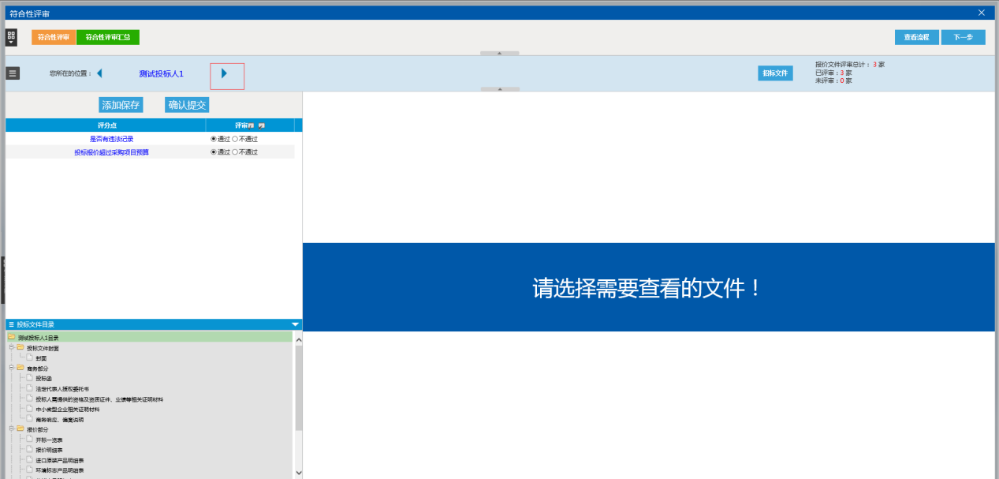 符合性评审
符合性评审 符合性评审汇总 查看流程 下一步
您所在的位置： 测试投标人1 招标文件
报价文件评审总计： 3 家
已评审：3 家
未评审：0 家
添加保存 确认提交
评分点 评审
是否有违法记录 通过 不通过
投标报价超过采购项目预算 通过 不通过
请选择需要查看的文件！
投标文件目录
测试投标人1目录
投标文件封面
封面
商务部分
投标函
法定代表人授权委托书
投标人需提供的资格及资质证件、业绩等相关证明材料
中小微型企业相关证明材料
商务响应、偏离说明
报价部分
开标一览表
报价明细表
进口原装产品明细表
环境标志产品明细表